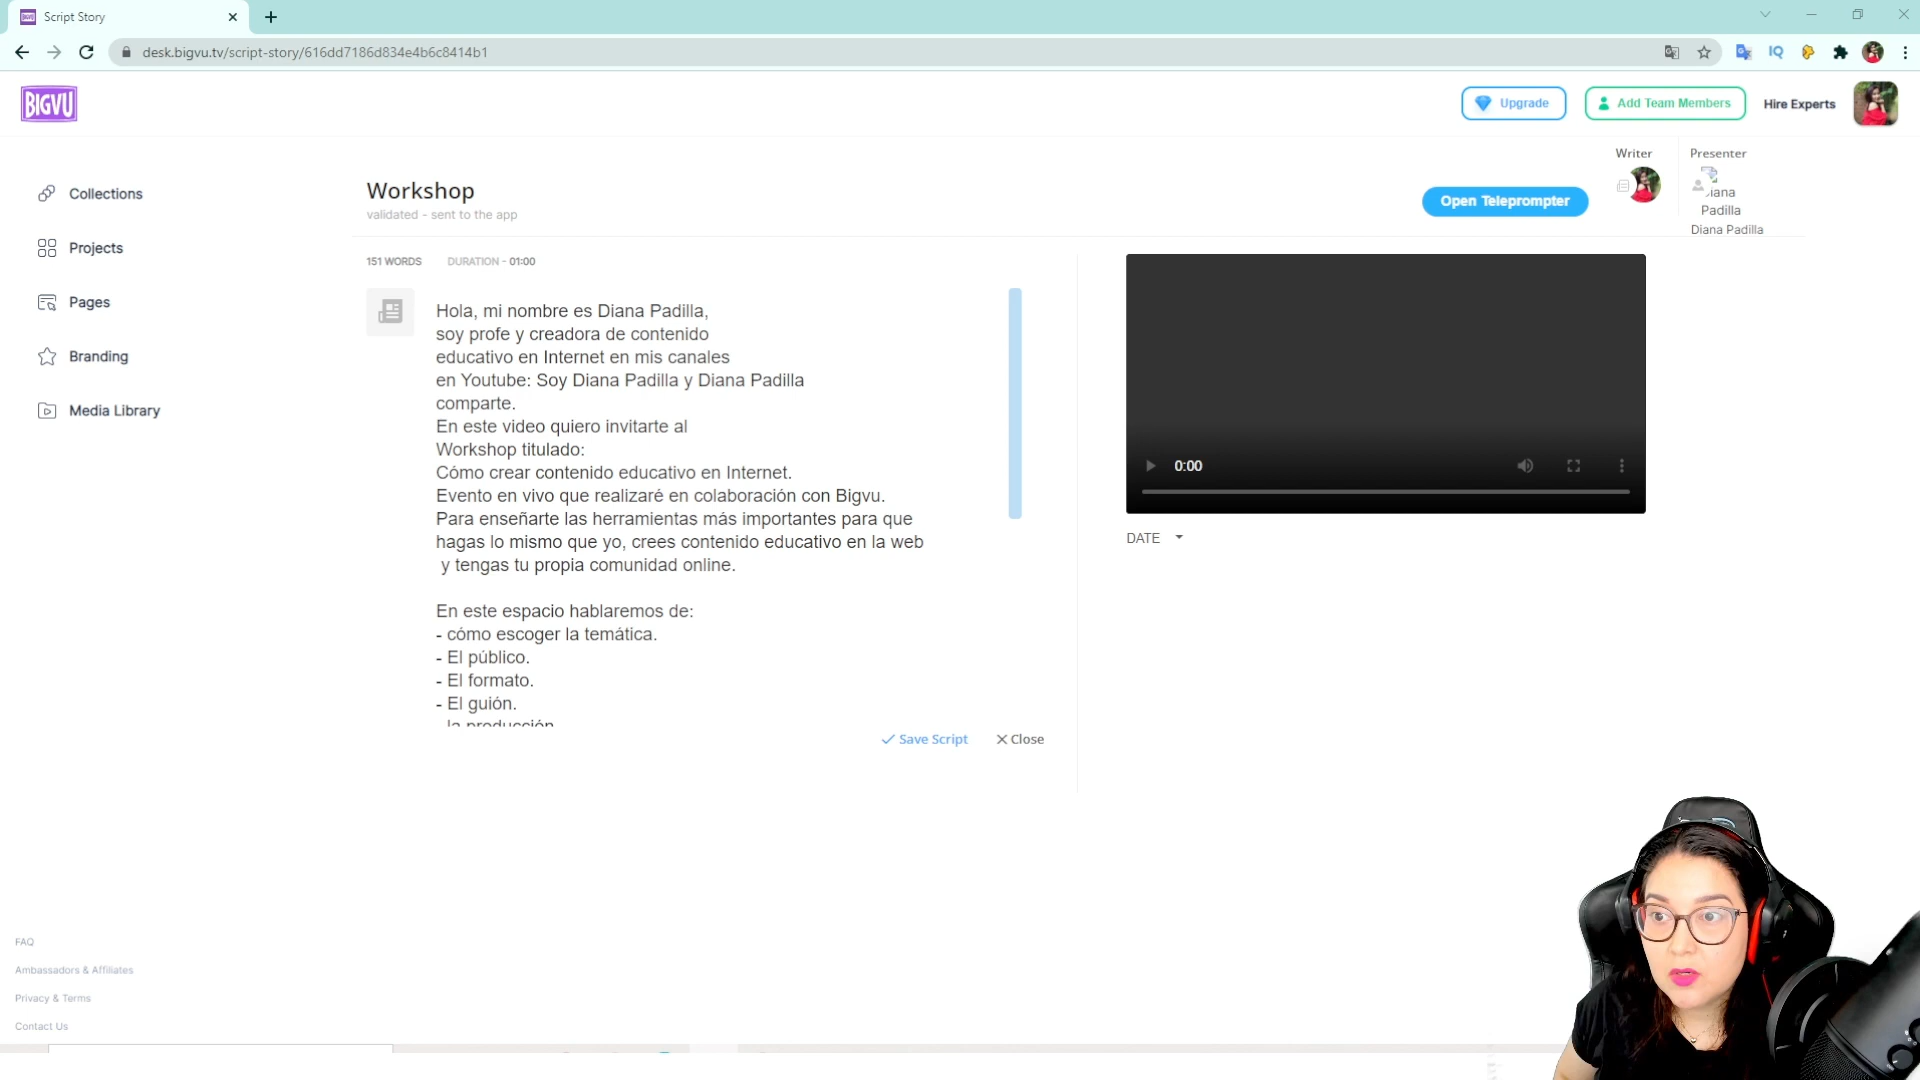 Script Story
desk.bigvu.tv/script-story/616dd7186d834e4b6c8414b1
IQ
BIGVU
Upgrade
Add Team Members
Hire Experts
Writer
Presenter
Collections
Projects
Pages
Branding
Media Library
Workshop
validated - sent to the app
Open Teleprompter
iana
Padilla
Diana Padilla
151 WORDS
DURATION - 01:00
Hola, mi nombre es Diana Padilla,
soy profe y creadora de contenido
educativo en Internet en mis canales
en Youtube: Soy Diana Padilla y Diana Padilla
comparte.
En este video quiero invitarte al
Workshop titulado:
Cómo crear contenido educativo en Internet.
Evento en vivo que realizaré en colaboración con Bigvu.
Para enseñarte las herramientas más importantes para que
hagas lo mismo que yo, crees contenido educativo en la web
y tengas tu propia comunidad online.
En este espacio hablaremos de:
- cómo escoger la temática.
- El público.
- El formato.
- El guión.
- la producción
Save Script
Close
0:00
DATE
FAQ
Ambassadors & Affiliates
Privacy & Terms
Contact Us